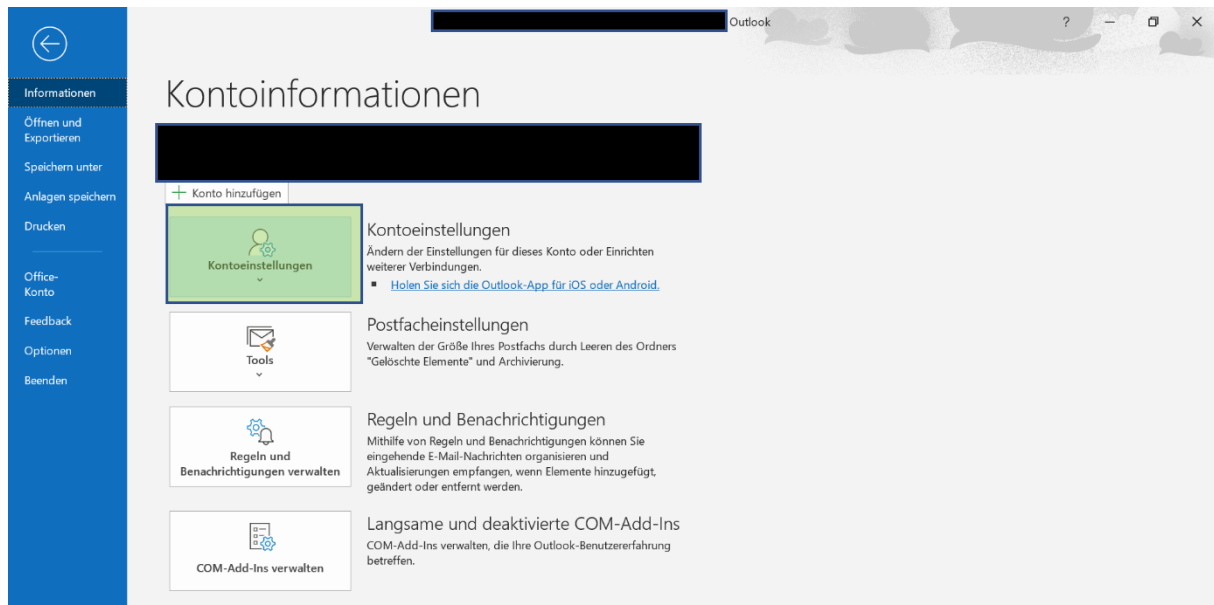 Outlook
?
Informationen
Öffnen und
Exportieren
Speichern unter
Anlagen speichern
Drucken
Office-
Konto
Feedback
Optionen
Beenden
Kontoinformationen
Konto hinzufügen
Kontoeinstellungen
Kontoeinstellungen
Ändern der Einstellungen für dieses Konto oder Einrichten
weiterer Verbindungen.
Holen Sie sich die Outlook-App für iOS oder Android.
Tools
Postfacheinstellungen
Verwalten der Größe Ihres Postfachs durch Leeren des Ordners
"Gelöschte Elemente" und Archivierung.
Regeln und
Benachrichtigungen verwalten
Regeln und Benachrichtigungen
Mithilfe von Regeln und Benachrichtigungen können Sie
eingehende E-Mail-Nachrichten organisieren und
Aktualisierungen empfangen, wenn Elemente hinzugefügt,
geändert oder entfernt werden.
COM-Add-Ins verwalten
Langsame und deaktivierte COM-Add-Ins
COM-Add-Ins verwalten, die Ihre Outlook-Benutzererfahrung
betreffen.